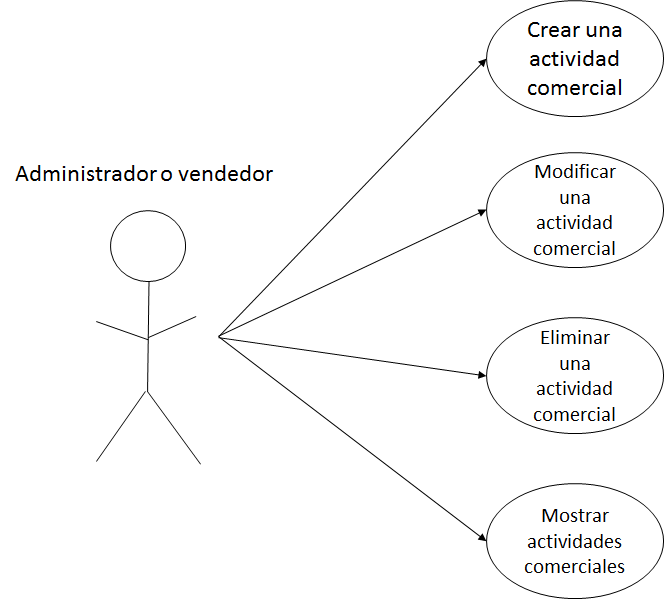 Crear una
actividad
comercial
Administrador o vendedor
Modificar
una
actividad
comercial
Eliminar
una
actividad
comercial
Mostrar
actividades
comerciales